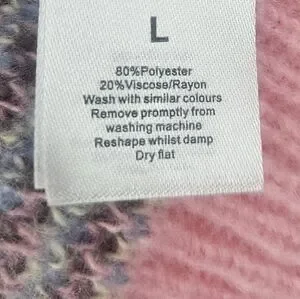 L
80%Polyester
20%Viscose/Rayon
Wash with similar colours
Remove promptly from
washing machine
Reshape whilst damp
Dry flat